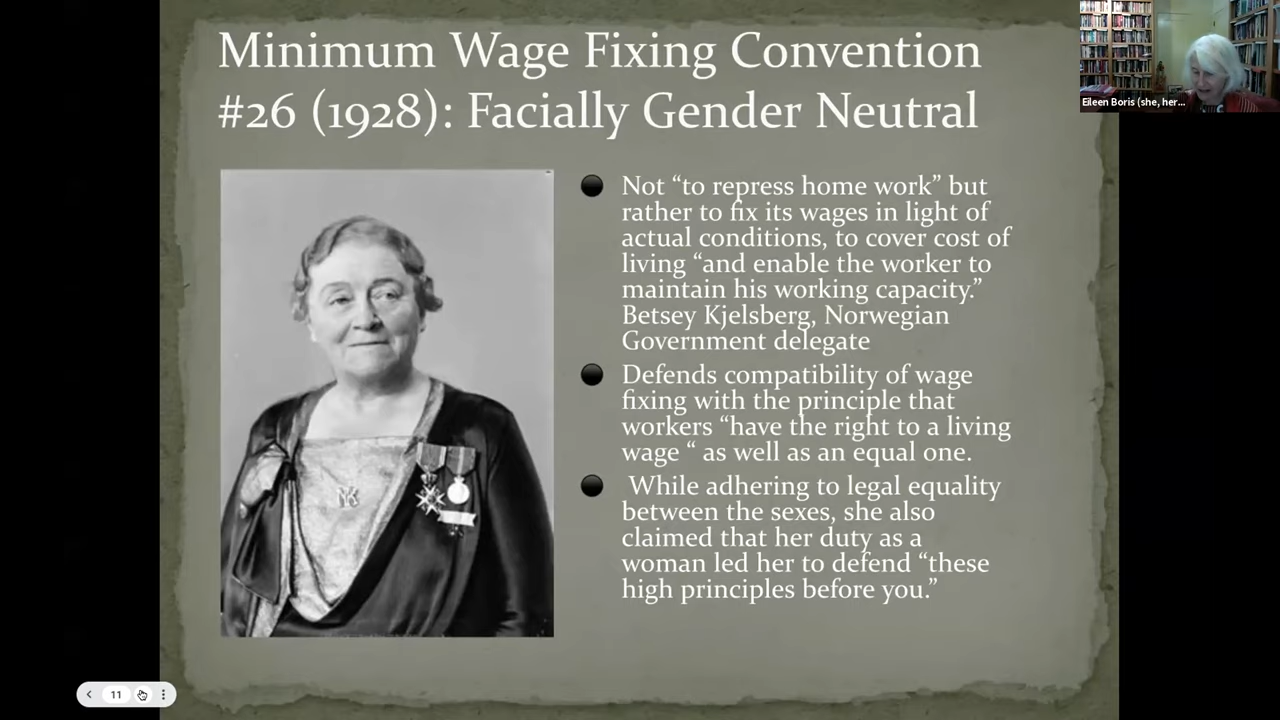 Minimum Wage Fixing Convention
#26 (1928): Facially Gender Neutral
Eileen Boris (she, her...
Not “to repress home work” but
rather to fix its wages in light of
actual conditions, to cover cost of
living “and enable the worker to
maintain his working capacity.”
Betsey Kjelsberg, Norwegian
Government delegate
Defends compatibility of wage
fixing with the principle that
workers “have the right to a living
wage “ as well as an equal one.
While adhering to legal equality
between the sexes, she also
claimed that her duty as a
woman led her to defend “these
high principles before you.”
11